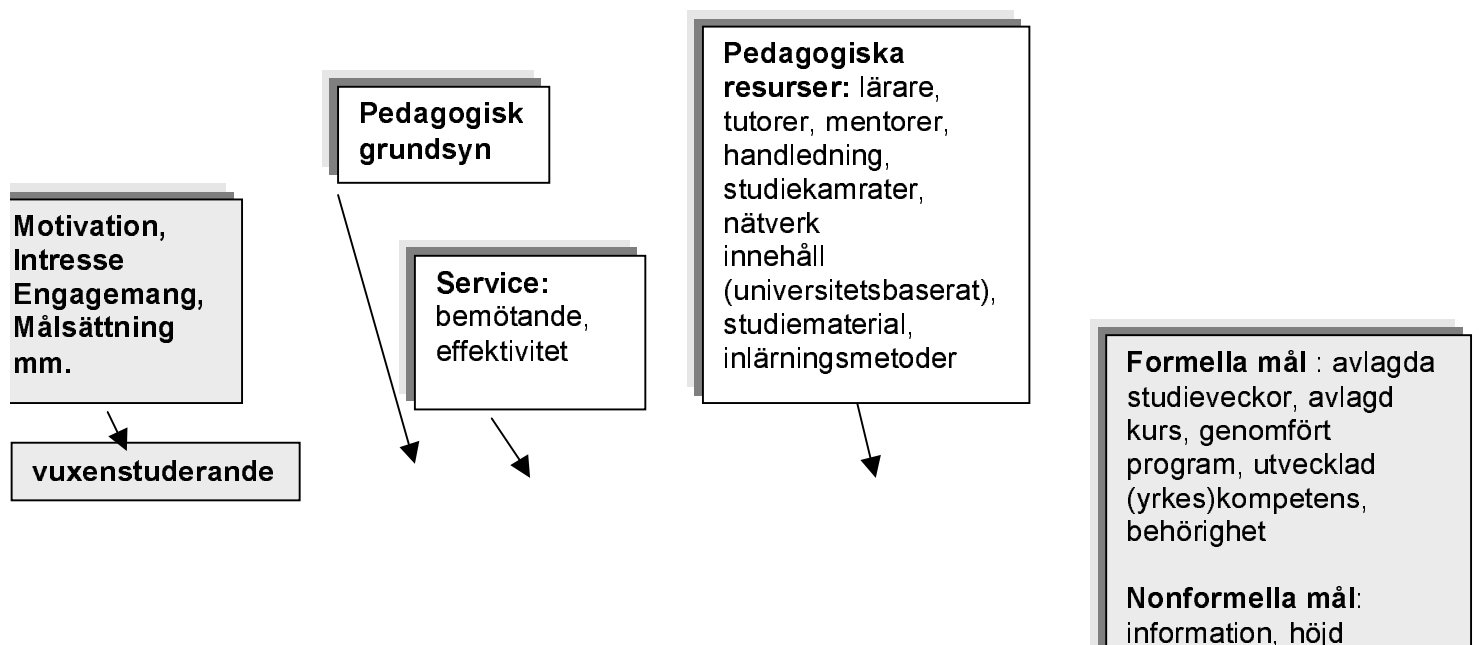 Motivation,
Intresse
Engagemang,
Målsättning
mm.
vuxenstuderande
Pedagogisk
grundsyn
Service:
bemötande,
effektivitet
Pedagogiska
resurser: lärare,
tutorer, mentorer,
handledning,
studiekamrater,
nätverk
innehåll
(universitetsbaserat),
studiematerial,
inlärningsmetoder
Formella mål : avlagda
studieveckor, avlagd
kurs, genomfört
program, utvecklad
(yrkes)kompetens,
behörighet
Nonformella mål:
information, höjd